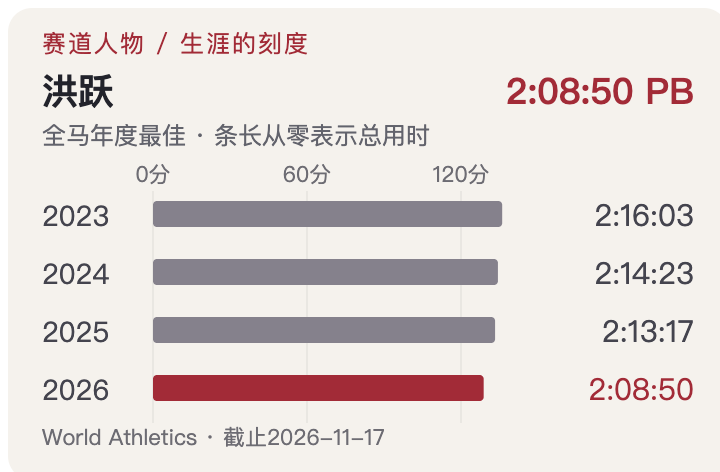 赛道人物 / 生涯的刻度
洪跃 2:08:50 PB
全马年度最佳 · 条长从零表示总用时
0分 60分 120分
2023 2:16:03
2024 2:14:23
2025 2:13:17
2026 2:08:50
World Athletics · 截止2026–11–17